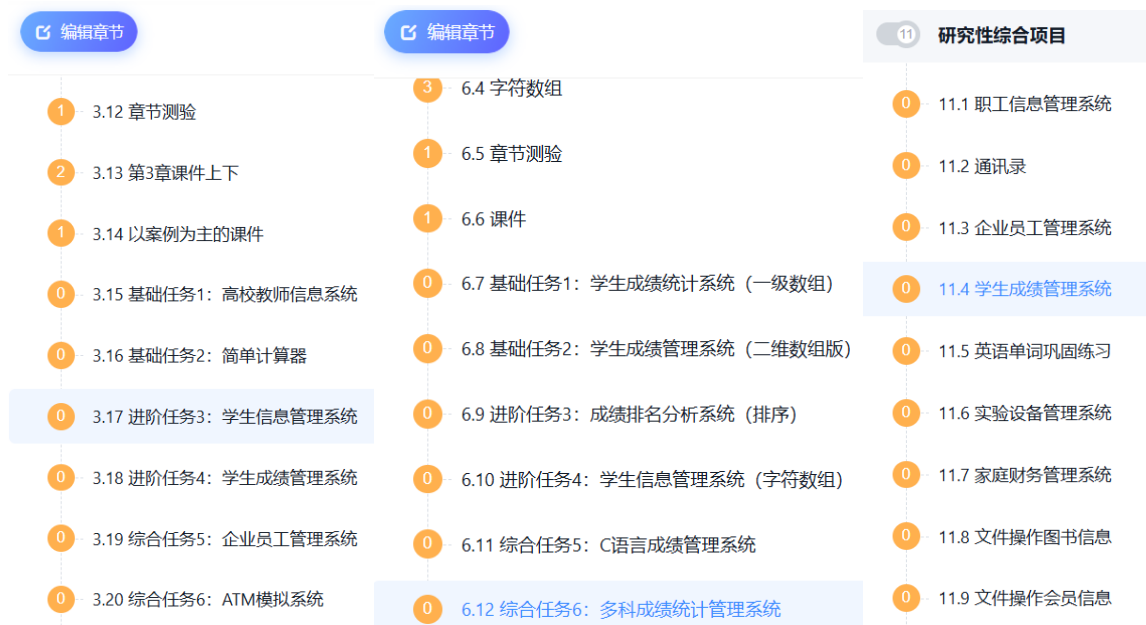 编辑章节
1 3.12 章节测验
2 3.13 第3章课件上下
1 3.14 以案例为主的课件
0 3.15 基础任务1：高校教师信息系统
0 3.16 基础任务2：简单计算器
0 3.17 进阶任务3：学生信息管理系统
0 3.18 进阶任务4：学生成绩管理系统
0 3.19 综合任务5：企业员工管理系统
0 3.20 综合任务6：ATM模拟系统
编辑章节
3 6.4 字符数组
1 6.5 章节测验
1 6.6 课件
0 6.7 基础任务1：学生成绩统计系统（一级数组）
0 6.8 基础任务2：学生成绩管理系统（二维数组版）
0 6.9 进阶任务3：成绩排名分析系统（排序）
0 6.10 进阶任务4：学生信息管理系统（字符数组）
0 6.11 综合任务5：C语言成绩管理系统
0 6.12 综合任务6：多科成绩统计管理系统
11 研究性综合项目
0 11.1 职工信息管理系统
0 11.2 通讯录
0 11.3 企业员工管理系统
0 11.4 学生成绩管理系统
0 11.5 英语单词巩固练习
0 11.6 实验设备管理系统
0 11.7 家庭财务管理系统
0 11.8 文件操作图书信息
0 11.9 文件操作会员信息